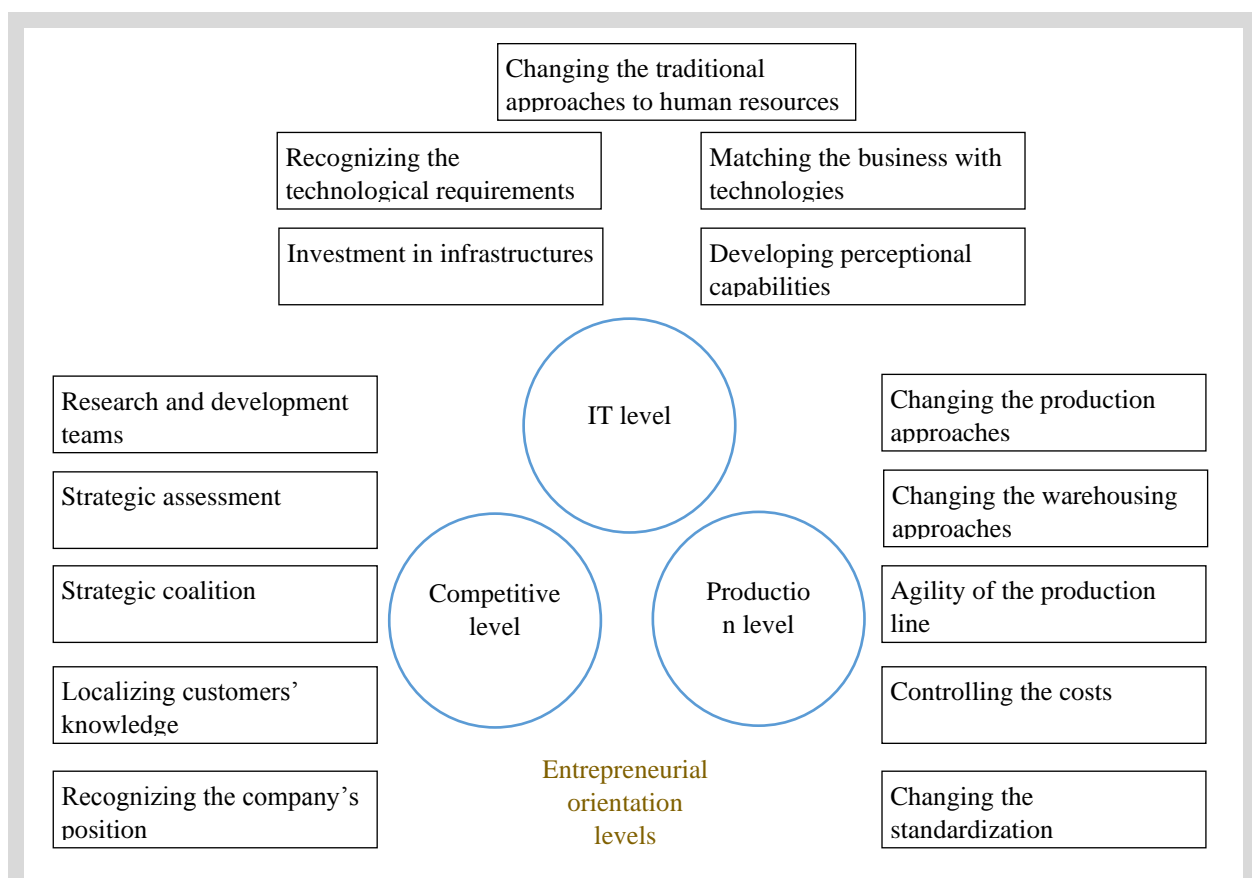 Changing the traditional
approaches to human resources
Recognizing the
technological requirements
Matching the business with
technologies
Investment in infrastructures
Developing perceptional
capabilities
IT level
Research and development
teams
Strategic assessment
Strategic coalition
Localizing customers’
knowledge
Recognizing the company’s
position
Competitive
level
Productio
n level
Changing the production
approaches
Changing the warehousing
approaches
Agility of the production
line
Controlling the costs
Changing the
standardization
Entrepreneurial
orientation
levels